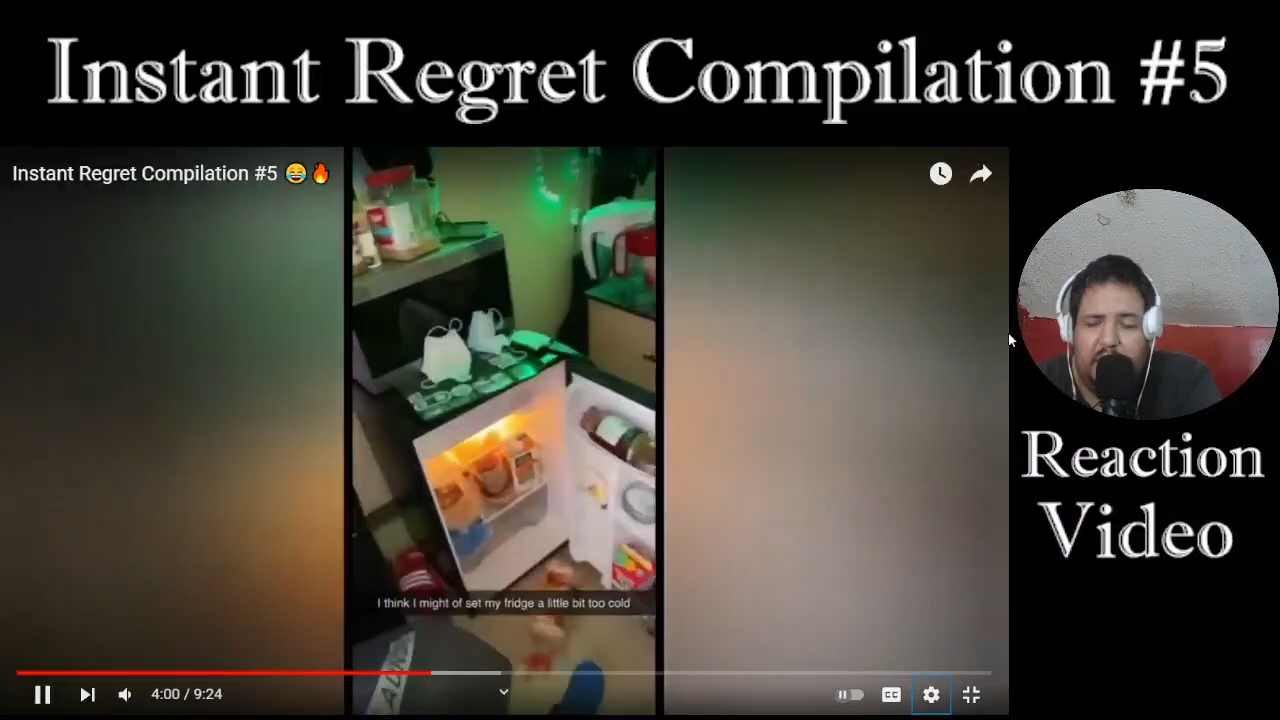 Instant Regret Compilation #5
Instant Regret Compilation #5 😂🔥
I think I might of set my fridge a little bit too cold
4:00 / 9:24
CC
Reaction
Video